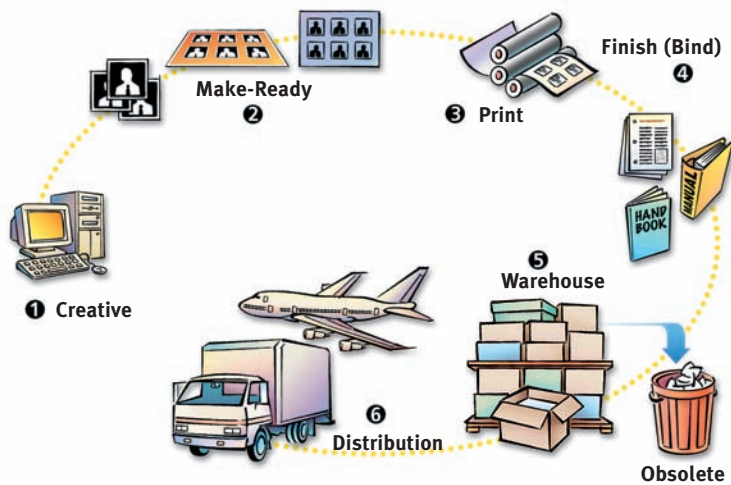 ❶ Creative
Make-Ready
❷
❸ Print
Finish (Bind)
❹
MANUAL
HAND
BOOK
❺
Warehouse
Obsolete
❻
Distribution